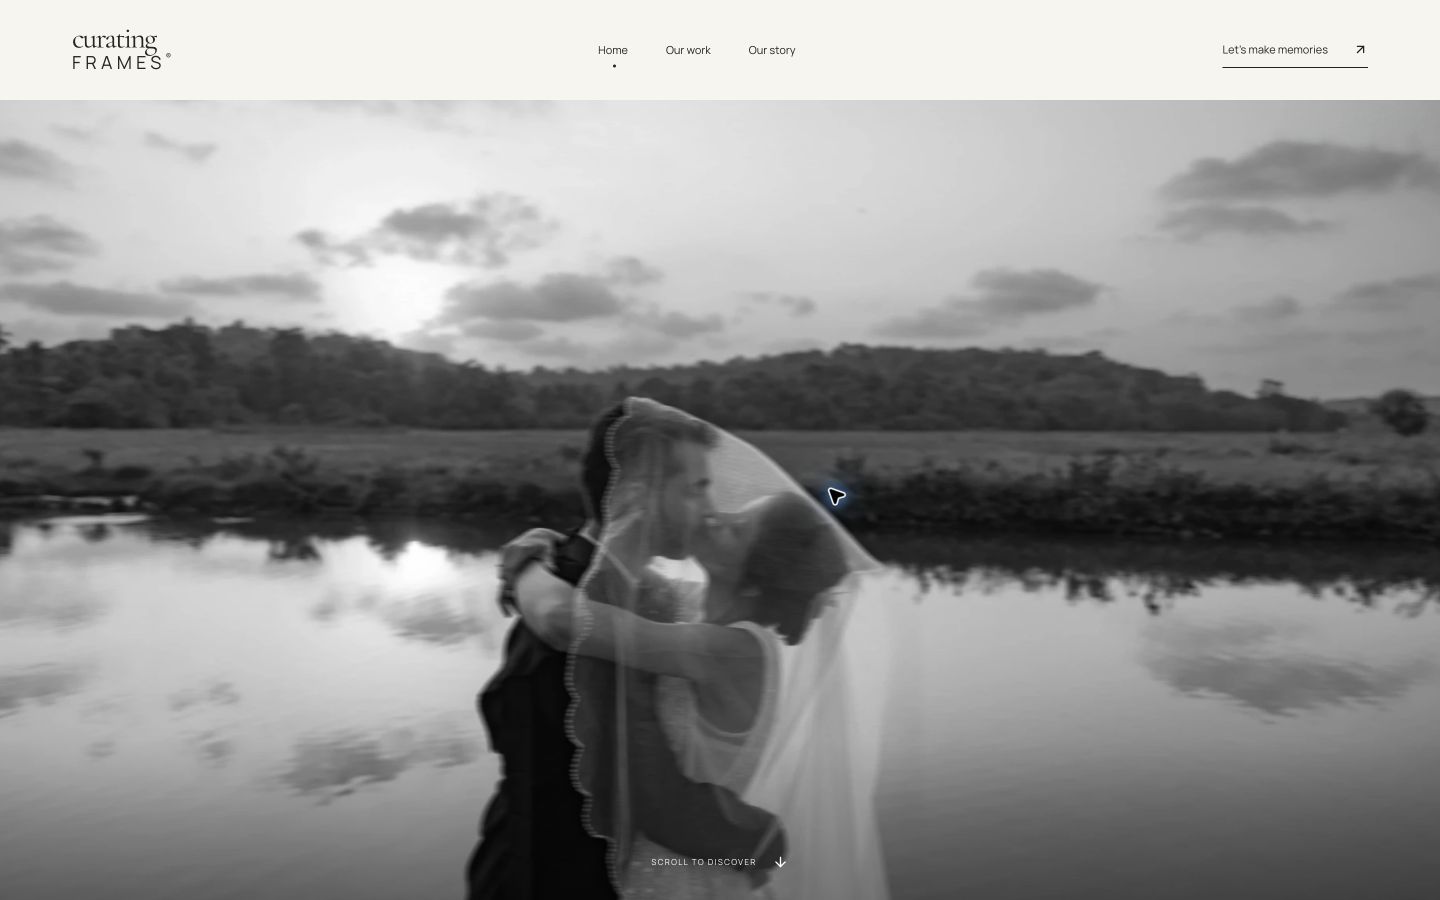 curating
FRAMES®
Home
Our work
Our story
Let's make memories
SCROLL TO DISCOVER